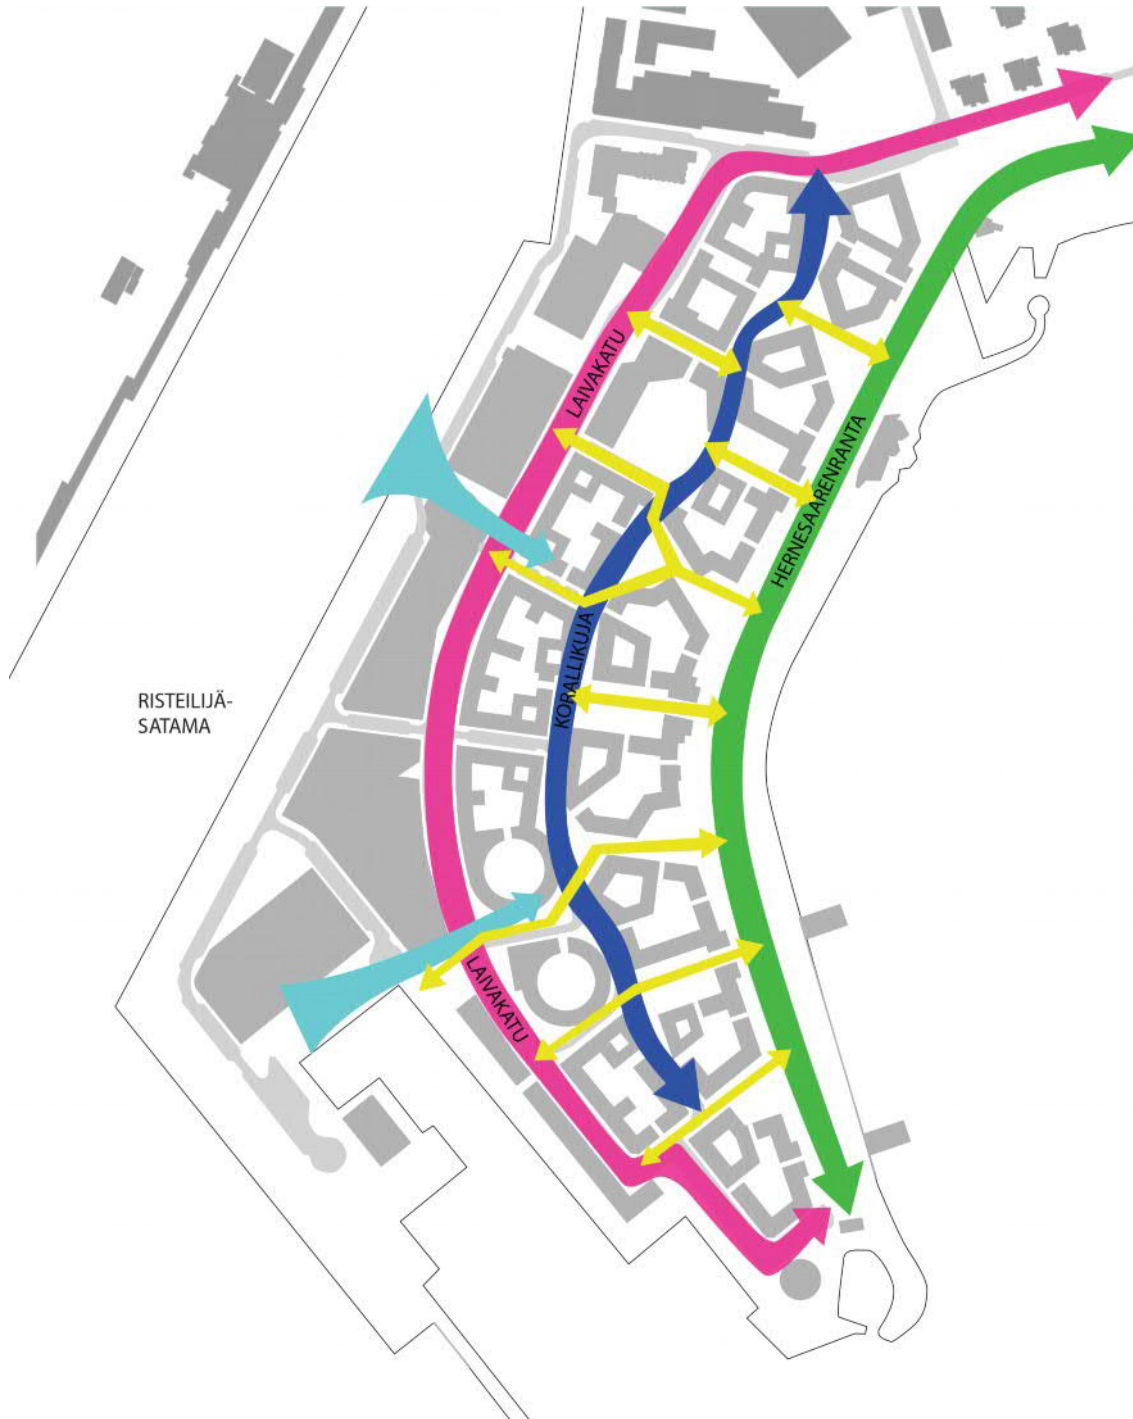 LAIVAKATU
HERNESAARENRANTA
KORALLIKUJA
RISTEILIJÄ-
SATAMA
LAIVAKATU